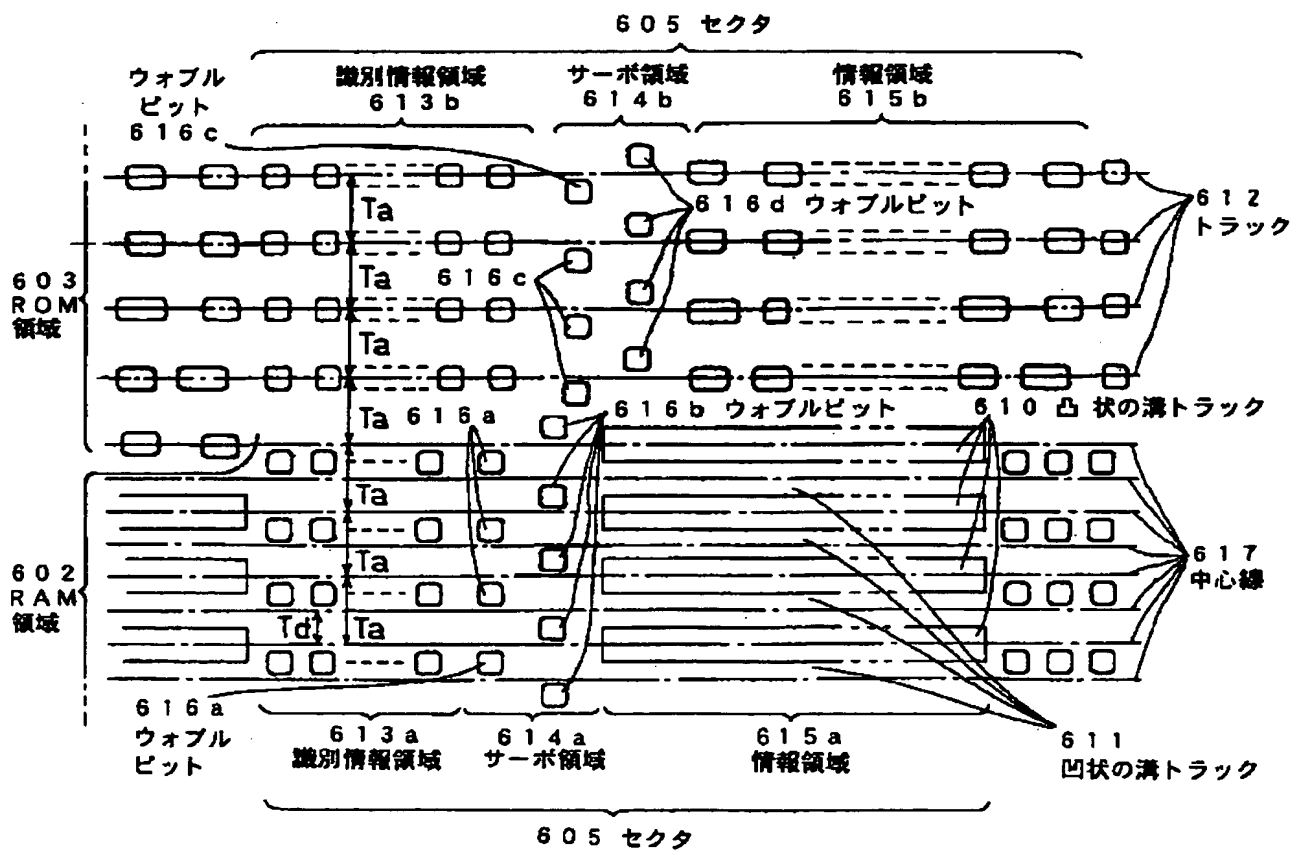 605 セクタ
ウォブル
ピット
616c
識別情報領域
613b
サーボ領域
614b
情報領域
615b
Ta
616d ウォブルピット
612
トラック
603
ROM
領域
Ta
616c
Ta
Ta
616a
616b ウォブルピット
610 凸 状の溝トラック
Ta
602
RAM
領域
Ta
617
中心線
Td
Ta
616a
ウォブル
ピット
613a
識別情報領域
614a
サーボ領域
615a
情報領域
611
凹状の溝トラック
605 セクタ